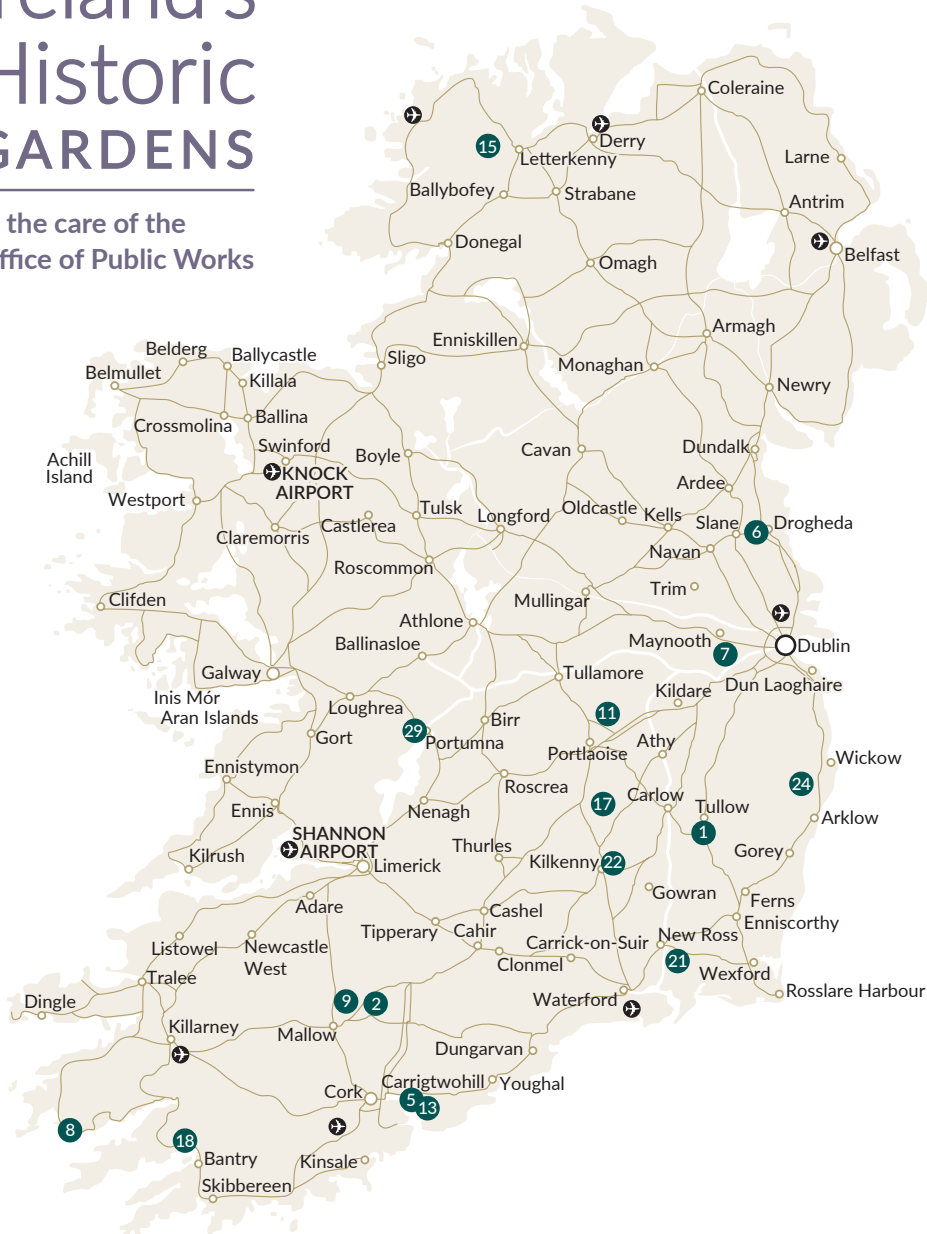 reland's
Historic
GARDENS
the care of the
ffice of Public Works
Coleraine
Derry
15
Letterkenny
Larne
Ballybofey
Strabane
Antrim
Donegal
Belfast
Omagh
Armagh
Enniskillen
Belderg
Ballycastle
Sligo
Monaghan
Belmullet
Killala
Newry
Crossmolina
Ballina
Swinford
Boyle
Cavan
Dundalk
Achill
Island
KNOCK
AIRPORT
Ardee
Westport
Tulsk
Longford
Oldcastle
Kells
Slane
6
Drogheda
Claremorris
Castlerea
Navan
Roscommon
Trim
Clifden
Mullingar
Athlone
Ballinasloe
Maynooth
7
Dublin
Galway
Tullamore
Dun Laoghaire
Inis Mór
Aran Islands
Loughrea
Kildare
11
Birr
29
Portumna
Gort
Athy
Portlaoise
Wickow
Ennistymon
Roscrea
24
Carlow
17
Tullow
Ennis
Nenagh
Arklow
1
SHANNON
AIRPORT
Thurles
Gorey
Kilrush
Limerick
Kilkenny
22
Gowran
Ferns
Adare
Cashel
Enniscorthy
Tipperary
Cahir
New Ross
Listowel
Newcastle
West
Carrick-on-Suir
Clonmel
21
Wexford
Tralee
Rosslare Harbour
Dingle
9
2
Waterford
Killarney
Mallow
Dungarvan
Carrigtwohill
Youghal
Cork
5
13
8
18
Bantry
Kinsale
Skibbereen